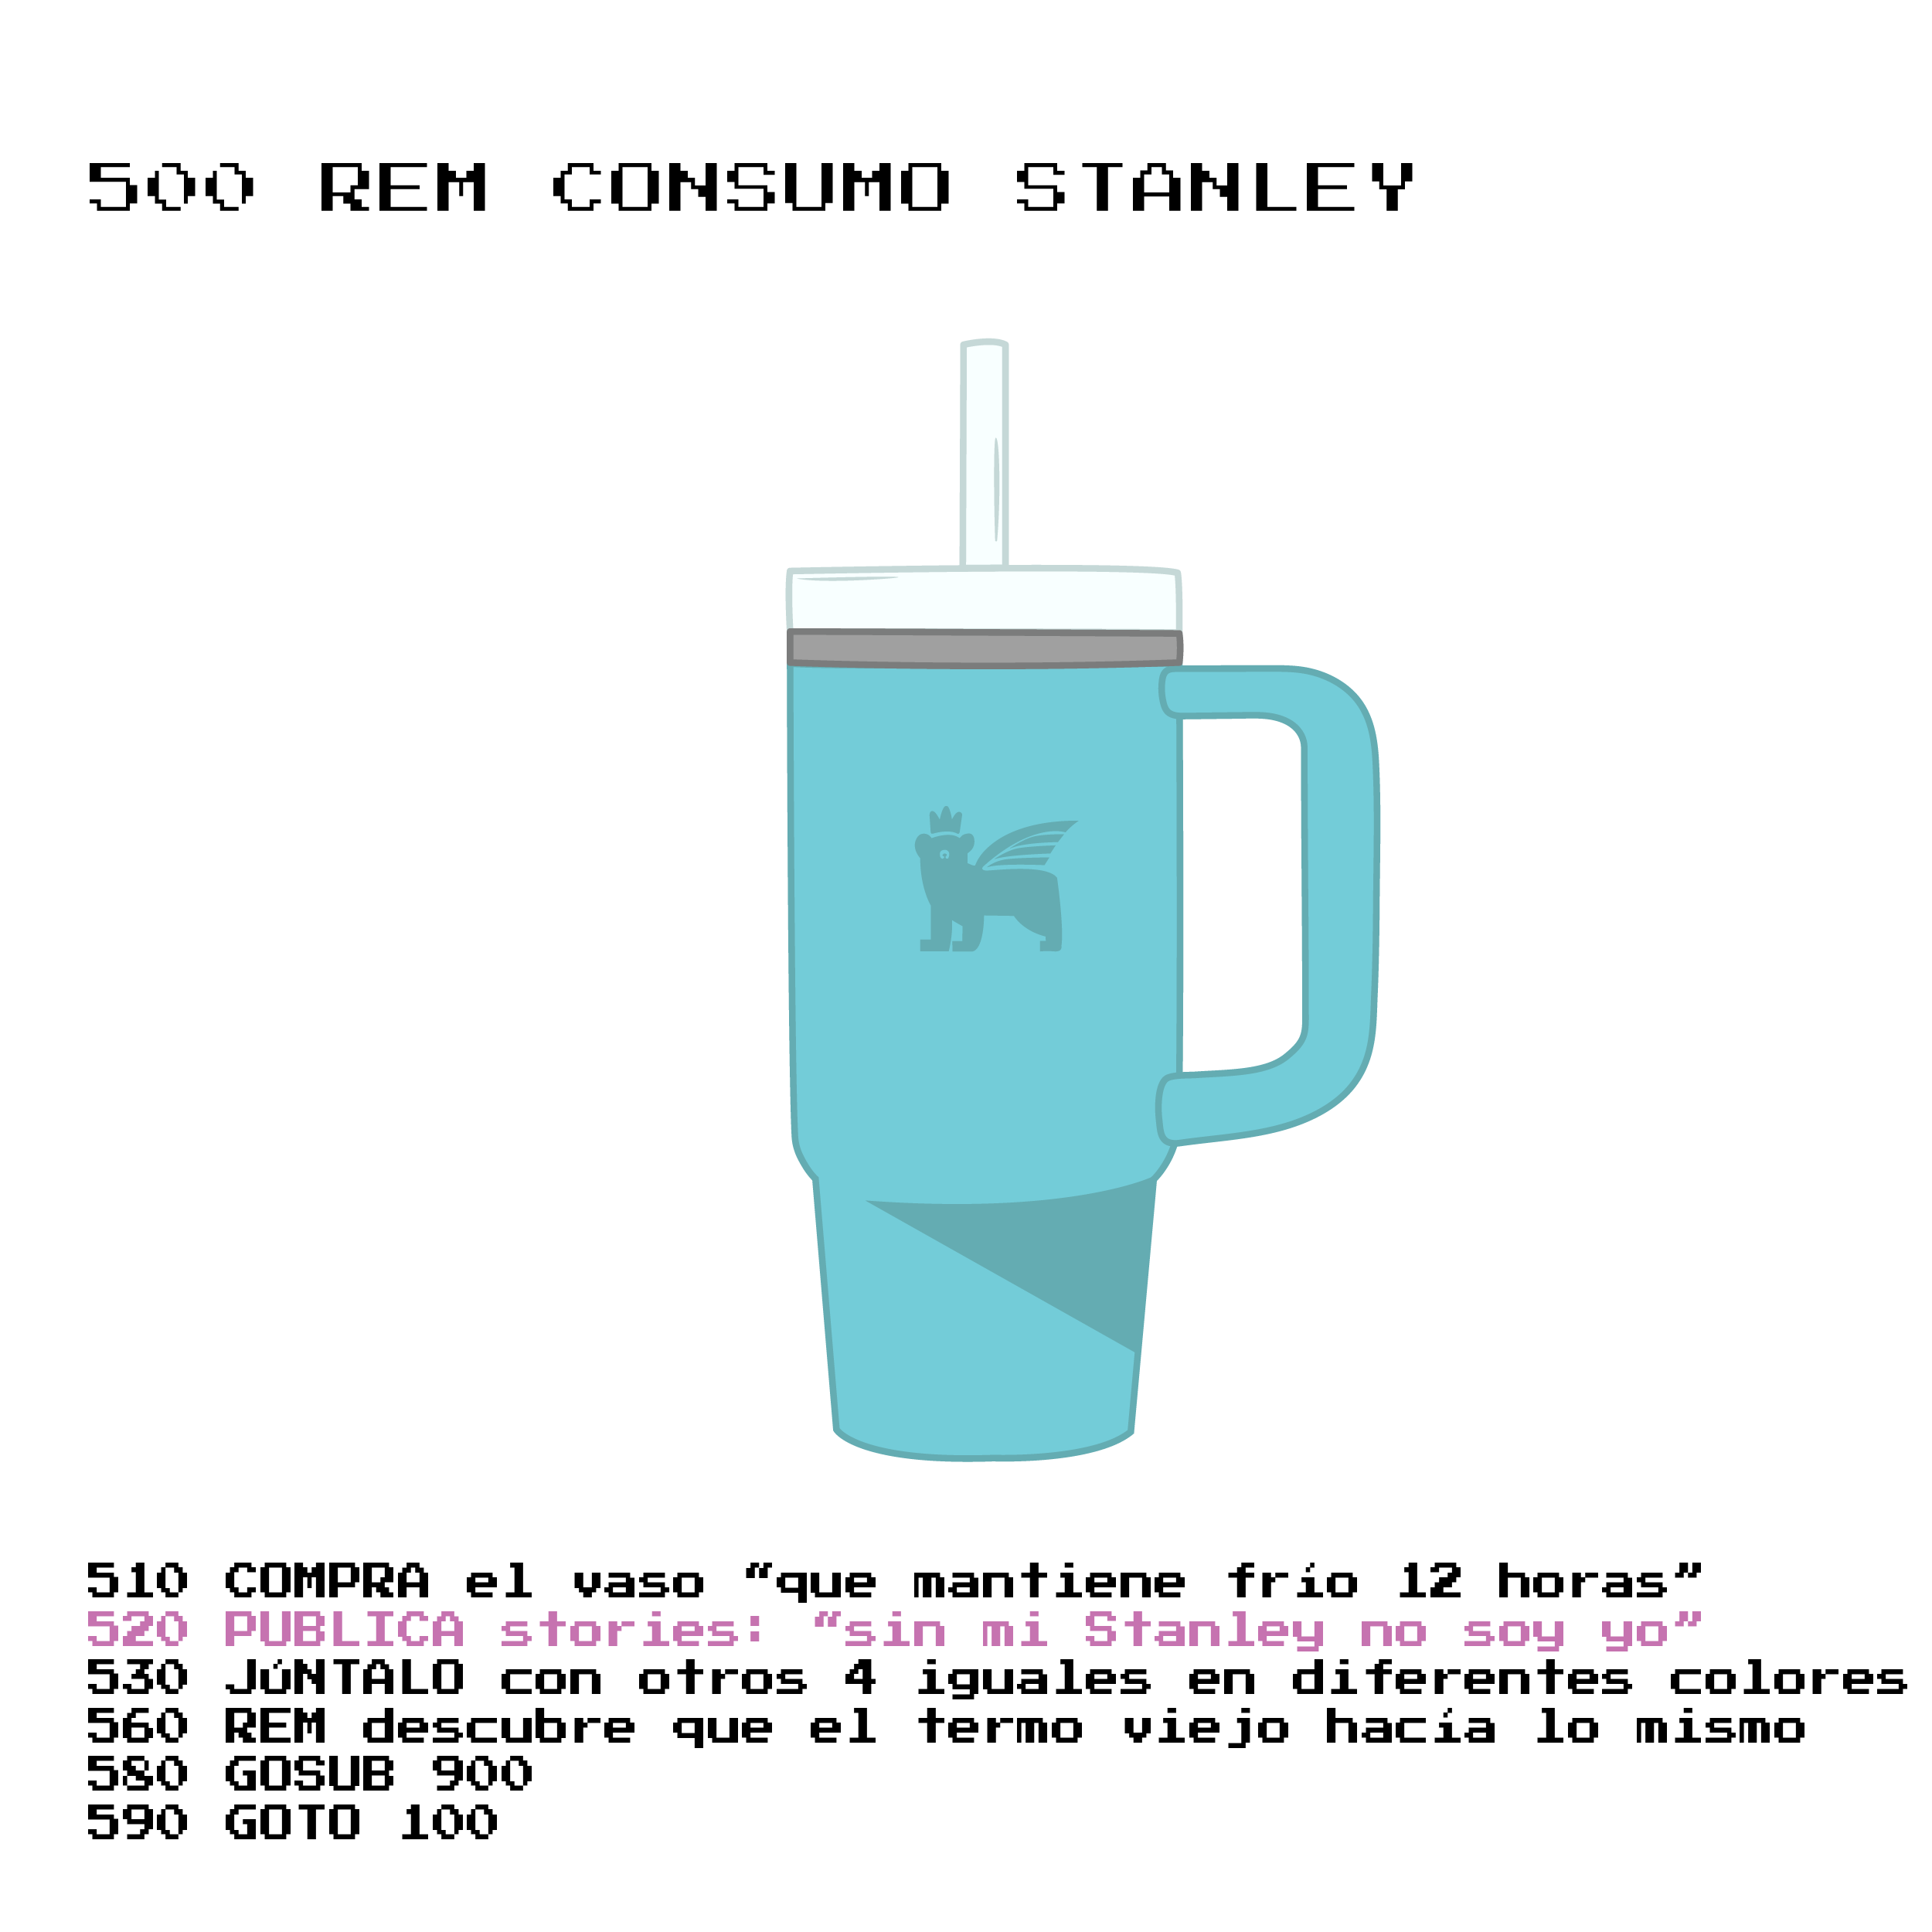 500 REM CONSUMO STANLEY
510 COMPRA el vaso “que mantiene frío 12 horas”
520 PUBLICA stories: “sin mi Stanley no soy yo”
530 JÚNTALO con otros 4 iguales en diferentes colores
560 REM descubre que el termo viejo hacía lo mismo
580 GOSUB 900
590 GOTO 100